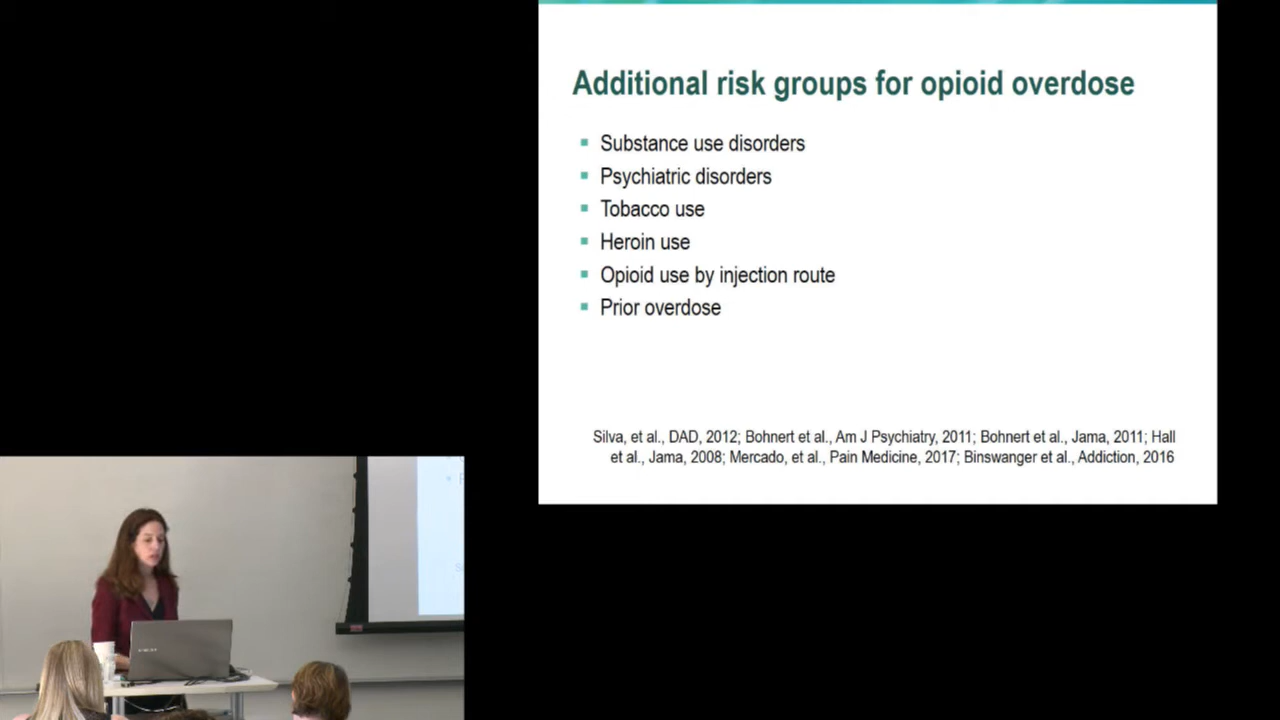 Additional risk groups for opioid overdose
Substance use disorders
Psychiatric disorders
Tobacco use
Heroin use
Opioid use by injection route
Prior overdose
Silva, et al., DAD, 2012; Bohnert et al., Am J Psychiatry, 2011; Bohnert et al., Jama, 2011; Hall
et al., Jama, 2008; Mercado, et al., Pain Medicine, 2017; Binswanger et al., Addiction, 2016